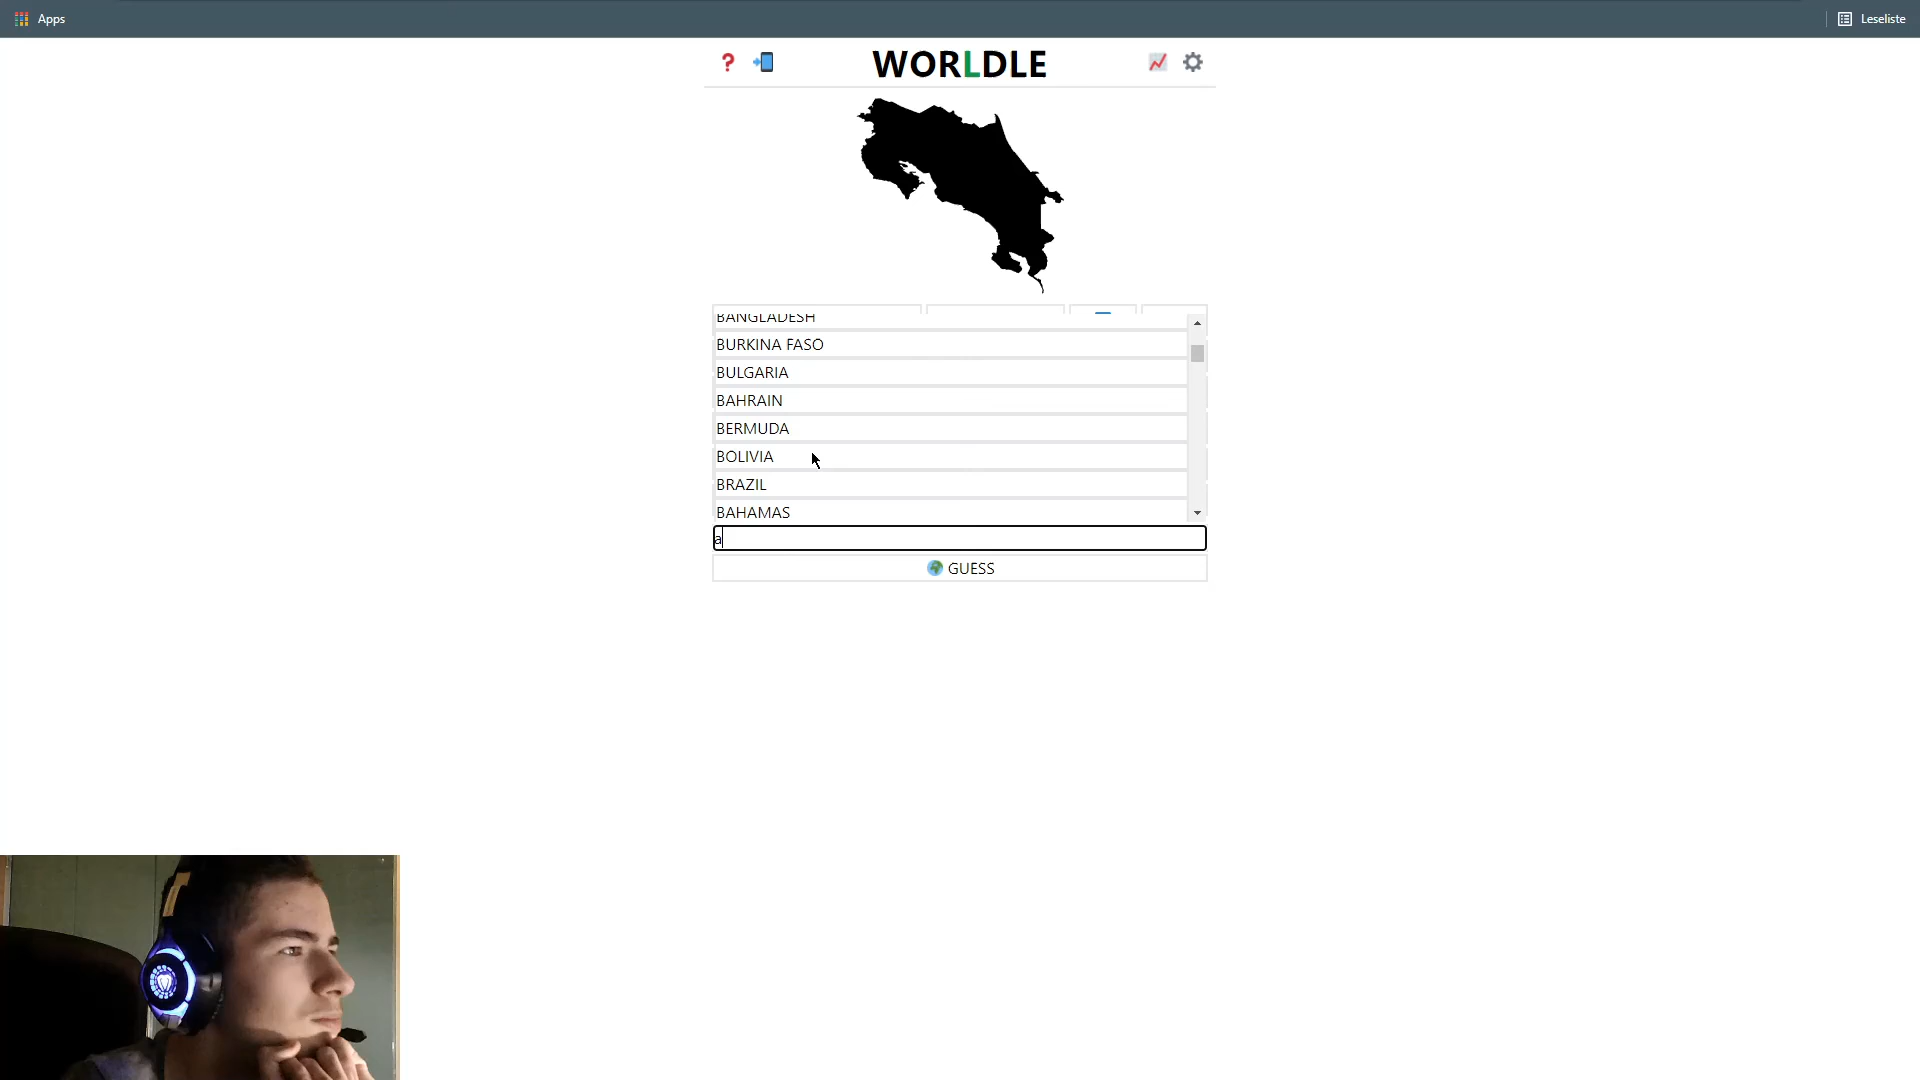 Apps
Leseliste
WORLDLE
BANGLADESH
BURKINA FASO
BULGARIA
BAHRAIN
BERMUDA
BOLIVIA
BRAZIL
BAHAMAS
a
GUESS